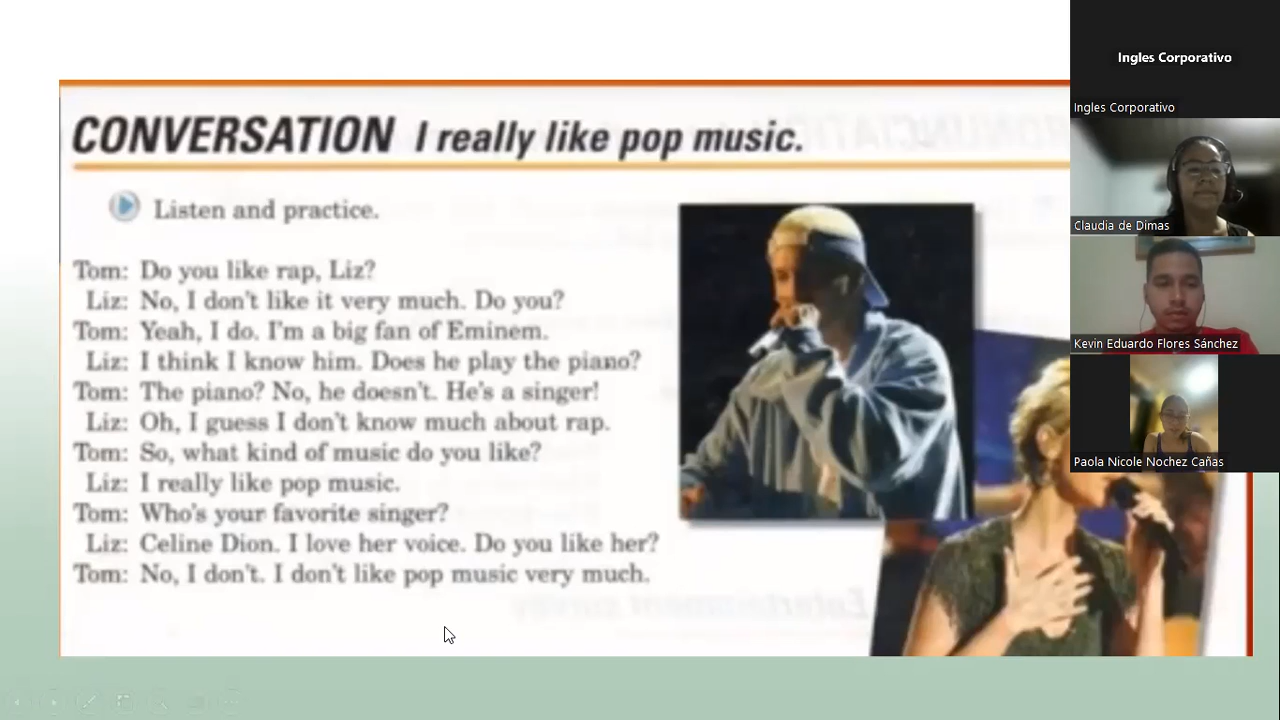 CONVERSATION I really like pop music.
Listen and practice.
Tom: Do you like rap, Liz?
Liz: No, I don't like it very much. Do you?
Tom: Yeah, I do. I'm a big fan of Eminem.
Liz: I think I know him. Does he play the piano?
Tom: The piano? No, he doesn't. He's a singer!
Liz: Oh, I guess I don't know much about rap.
Tom: So, what kind of music do you like?
Liz: I really like pop music.
Tom: Who's your favorite singer?
Liz: Celine Dion. I love her voice. Do you like her?
Tom: No, I don't. I don't like pop music very much.
Ingles Corporativo
Ingles Corporativo
Claudia de Dimas
Kevin Eduardo Flores Sánchez
Paola Nicole Nochez Cañas